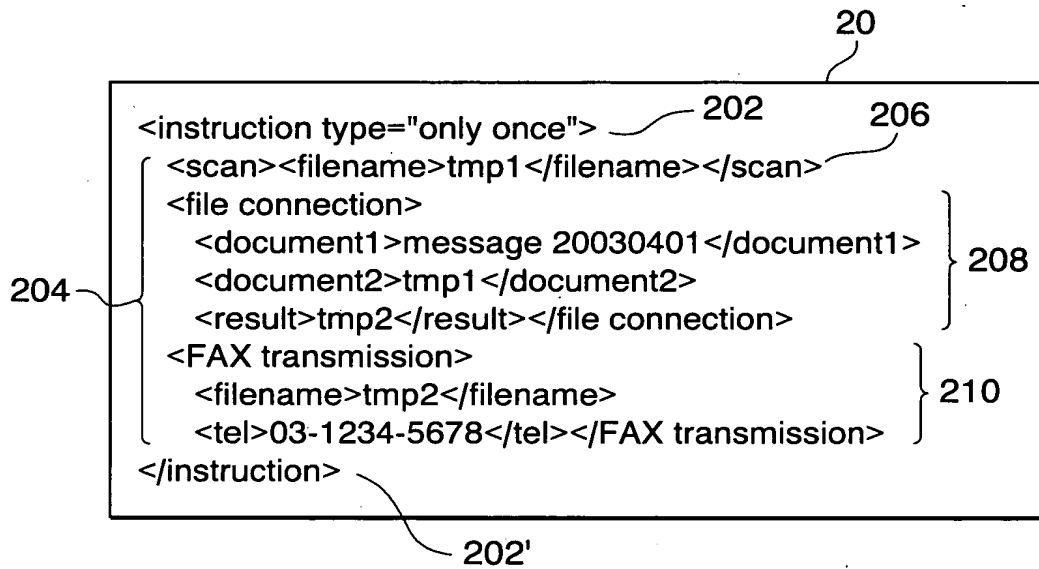 20
<instruction type="only once"> 202
206
<scan><filename>tmp1</filename></scan>
<file connection>
<document1>message 20030401</document1>
208
204
<document2>tmp1</document2>
<result>tmp2</result></file connection>
<FAX transmission>
<filename>tmp2</filename>
210
<tel>03-1234-5678</tel></FAX transmission>
</instruction>
202'